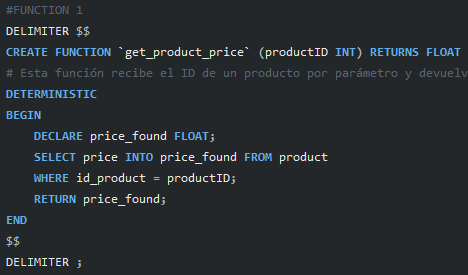 #FUNCTION 1
DELIMITER $$
CREATE FUNCTION `get_product_price` (productID INT) RETURNS FLOAT
# Esta función recibe el ID de un producto por parámetro y devuelv
DETERMINISTIC
BEGIN
    DECLARE price_found FLOAT;
    SELECT price INTO price_found FROM product
    WHERE id_product = productID;
    RETURN price_found;
END
$$
DELIMITER ;